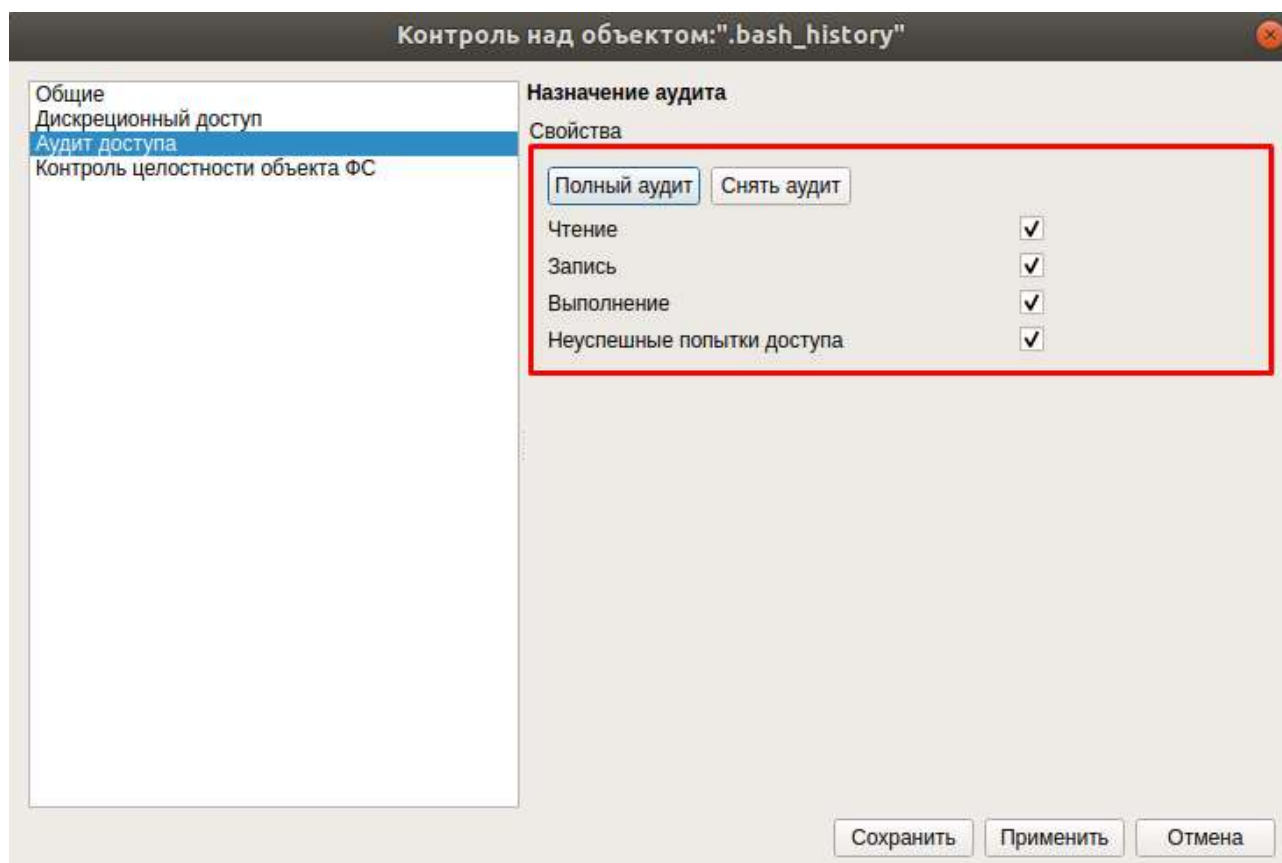 Контроль над объектом:".bash_history"
Общие
Дискреционный доступ
Аудит доступа
Контроль целостности объекта ФС
Назначение аудита
Свойства
Полный аудит Снять аудит
Чтение
Запись
Выполнение
Неуспешные попытки доступа
Сохранить Применить Отмена